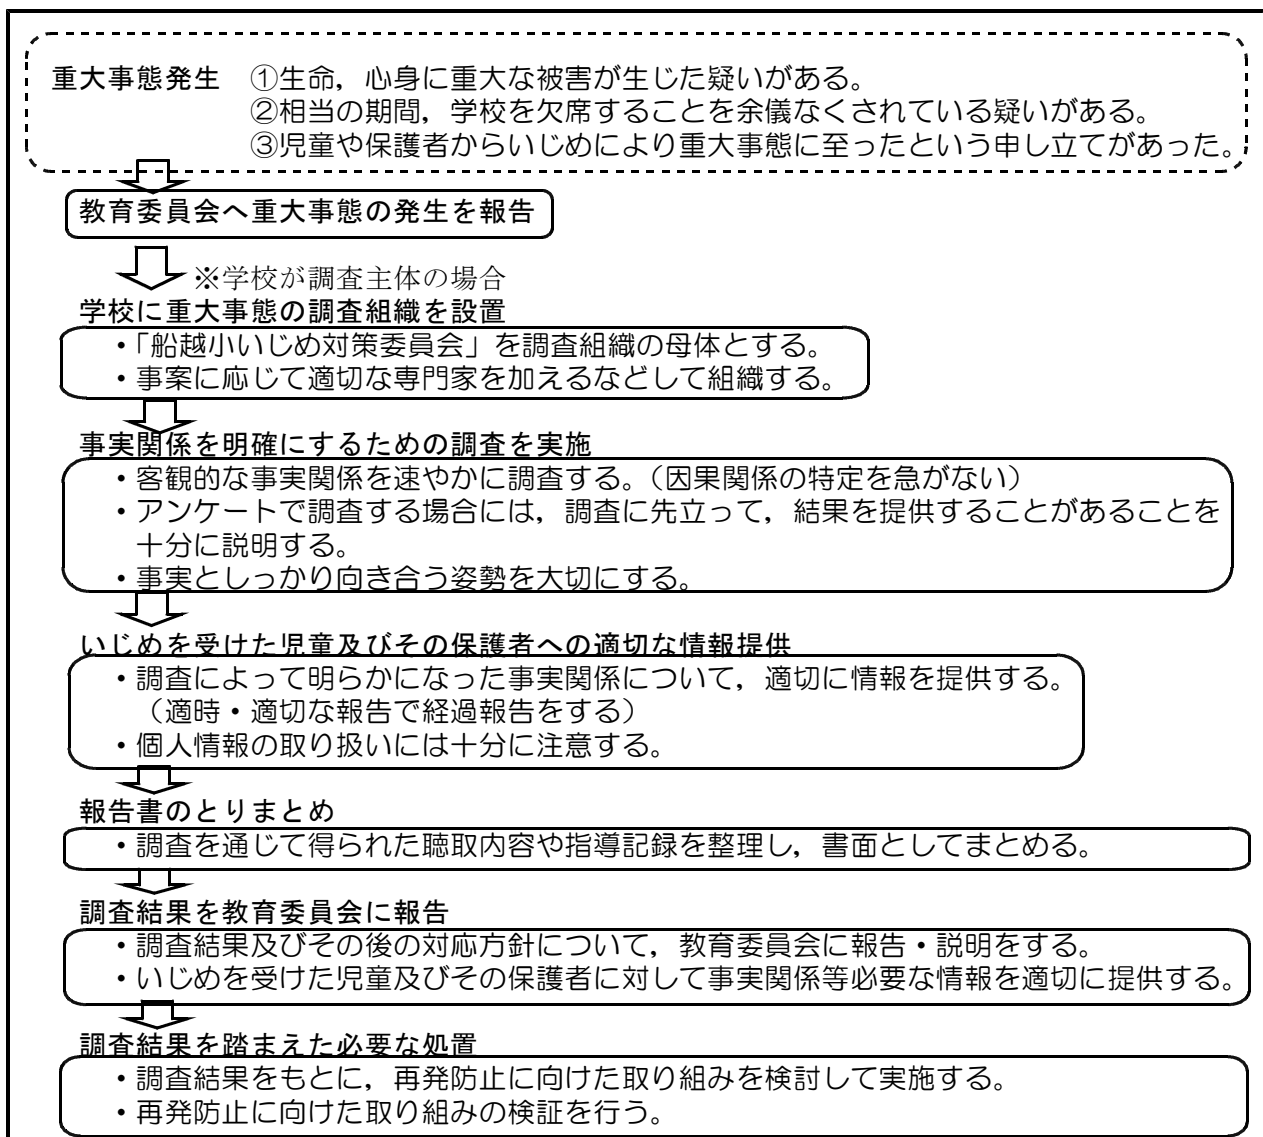 重大事態発生　①生命，心身に重大な被害が生じた疑いがある。
②相当の期間，学校を欠席することを余儀なくされている疑いがある。
③児童や保護者からいじめにより重大事態に至ったという申し立てがあった。
教育委員会へ重大事態の発生を報告
※学校が調査主体の場合
学校に重大事態の調査組織を設置
・「船越小いじめ対策委員会」を調査組織の母体とする。
・事案に応じて適切な専門家を加えるなどして組織する。
事実関係を明確にするための調査を実施
・客観的な事実関係を速やかに調査する。（因果関係の特定を急がない）
・アンケートで調査する場合には，調査に先立って，結果を提供することがあることを
十分に説明する。
・事実としっかり向き合う姿勢を大切にする。
いじめを受けた児童及びその保護者への適切な情報提供
・調査によって明らかになった事実関係について，適切に情報を提供する。
（適時・適切な報告で経過報告をする）
・個人情報の取り扱いには十分に注意する。
報告書のとりまとめ
・調査を通じて得られた聴取内容や指導記録を整理し，書面としてまとめる。
調査結果を教育委員会に報告
・調査結果及びその後の対応方針について，教育委員会に報告・説明をする。
・いじめを受けた児童及びその保護者に対して事実関係等必要な情報を適切に提供する。
調査結果を踏まえた必要な処置
・調査結果をもとに，再発防止に向けた取り組みを検討して実施する。
・再発防止に向けた取り組みの検証を行う。